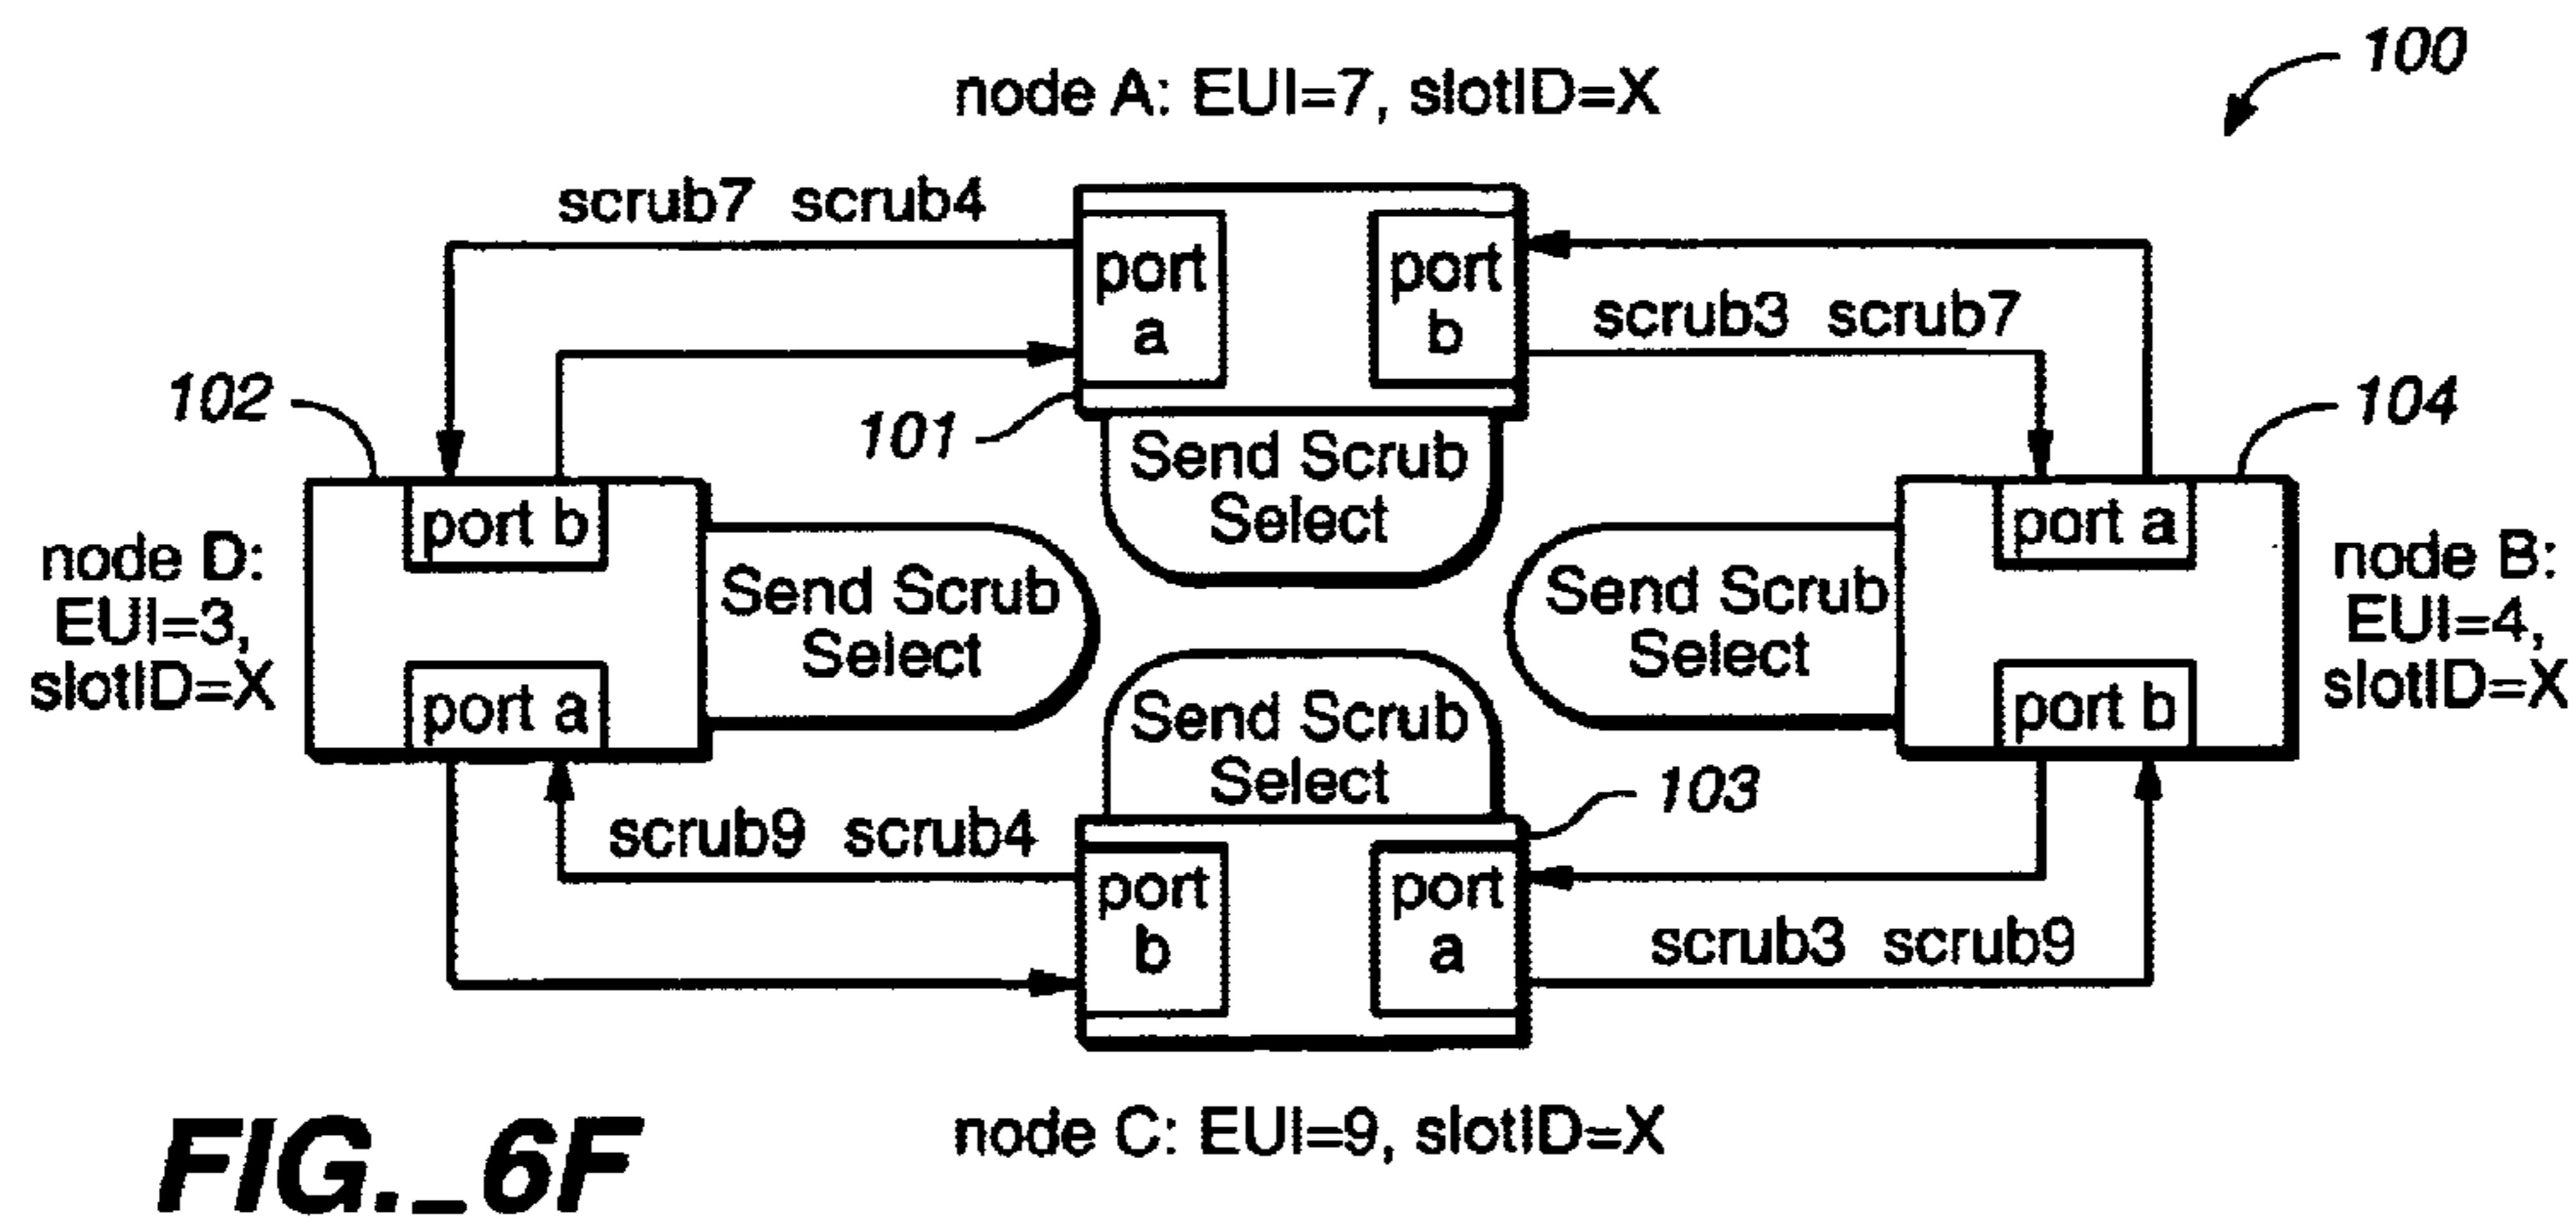 100
node A: EUI=7, slotID=X
scrub7 scrub4
port
a
port
b
scrub3 scrub7
102
101
104
Send Scrub
Select
port b
node D:
EUI=3,
slotID=X
port a
Send Scrub
Select
Send Scrub
Select
port a
node B:
EUI=4,
slotID=X
port b
Send Scrub
Select
103
scrub9 scrub4
port
b
port
a
scrub3 scrub9
node C: EUI=9, slotID=X
FIG._6F